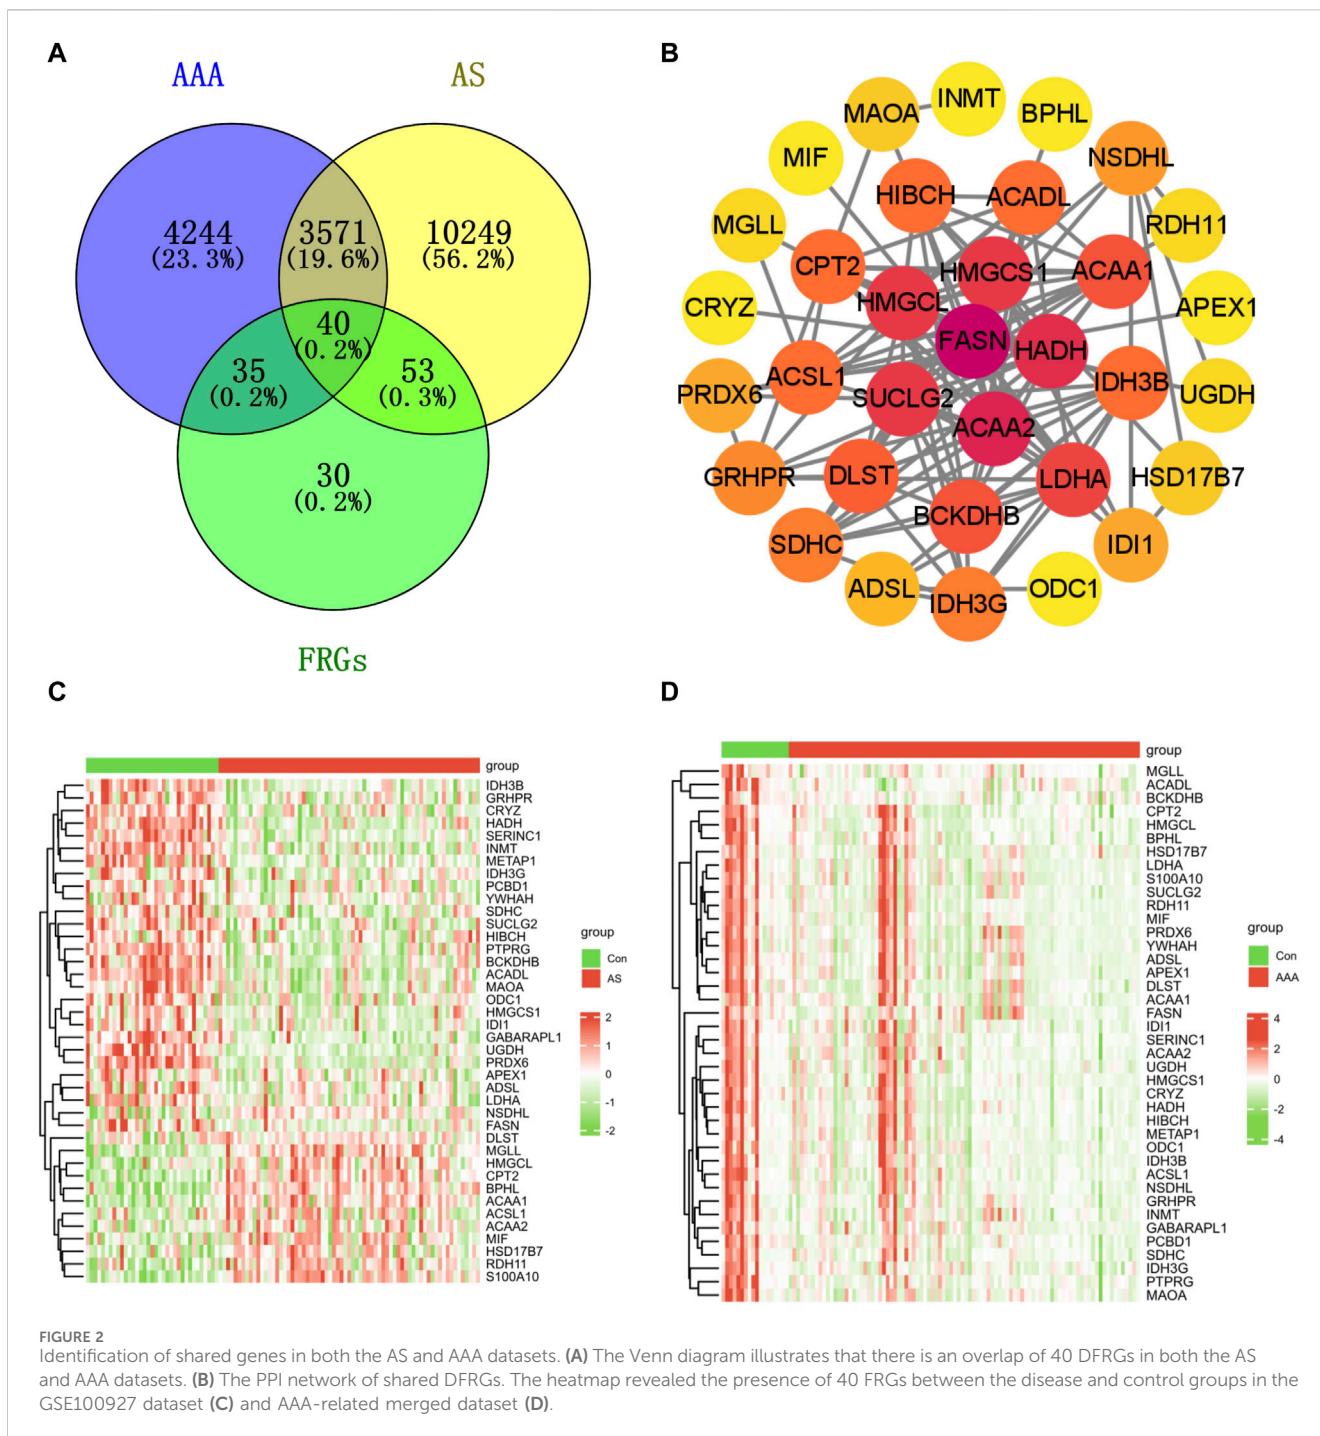 A
AAA
AS
4244
(23.3%)
3571
(19.6%)
10249
(56.2%)
40
(0.2%)
35
(0.2%)
53
(0.3%)
30
(0.2%)
FRGs
B
INMT
MAOA
BPHL
MIF
NSDHL
HIBCH
ACADL
MGLL
RDH11
CPT2
HMGCS1
ACAA1
HMGCL
CRYZ
APEX1
FASN
HADH
ACSL1
IDH3B
PRDX6
SUCLG2
UGDH
ACAA2
GRHPR
DLST
LDHA
HSD17B7
BCKDHB
SDHC
IDI1
ADSL
IDH3G
ODC1
C
group
IDH3B
GRHPR
CRYZ
HADH
SERINC1
INMT
METAP1
IDH3G
PCBD1
YWHAH
SDHC
SUCLG2
HIBCH
PTPRG
BCKDHB
ACADL
MAOA
ODC1
HMGCS1
IDI1
GABARAPL1
UGDH
PRDX6
APEX1
ADSL
LDHA
NSDHL
FASN
DLST
MGLL
HMGCL
CPT2
BPHL
ACAA1
ACSL1
ACAA2
MIF
HSD17B7
RDH11
S100A10
group
Con
AS
2
1
0
-1
-2
D
group
MGLL
ACADL
BCKDHB
CPT2
HMGCL
BPHL
HSD17B7
LDHA
S100A10
SUCLG2
RDH11
MIF
PRDX6
YWHAH
ADSL
APEX1
DLST
ACAA1
FASN
IDI1
SERINC1
ACAA2
UGDH
HMGCS1
CRYZ
HADH
HIBCH
METAP1
ODC1
IDH3B
ACSL1
NSDHL
GRHPR
INMT
GABARAPL1
PCBD1
SDHC
IDH3G
PTPRG
MAOA
group
Con
AAA
4
2
0
-2
-4
FIGURE 2
Identification of shared genes in both the AS and AAA datasets. (A) The Venn diagram illustrates that there is an overlap of 40 DFRGs in both the AS
and AAA datasets. (B) The PPI network of shared DFRGs. The heatmap revealed the presence of 40 FRGs between the disease and control groups in the
GSE100927 dataset (C) and AAA-related merged dataset (D).